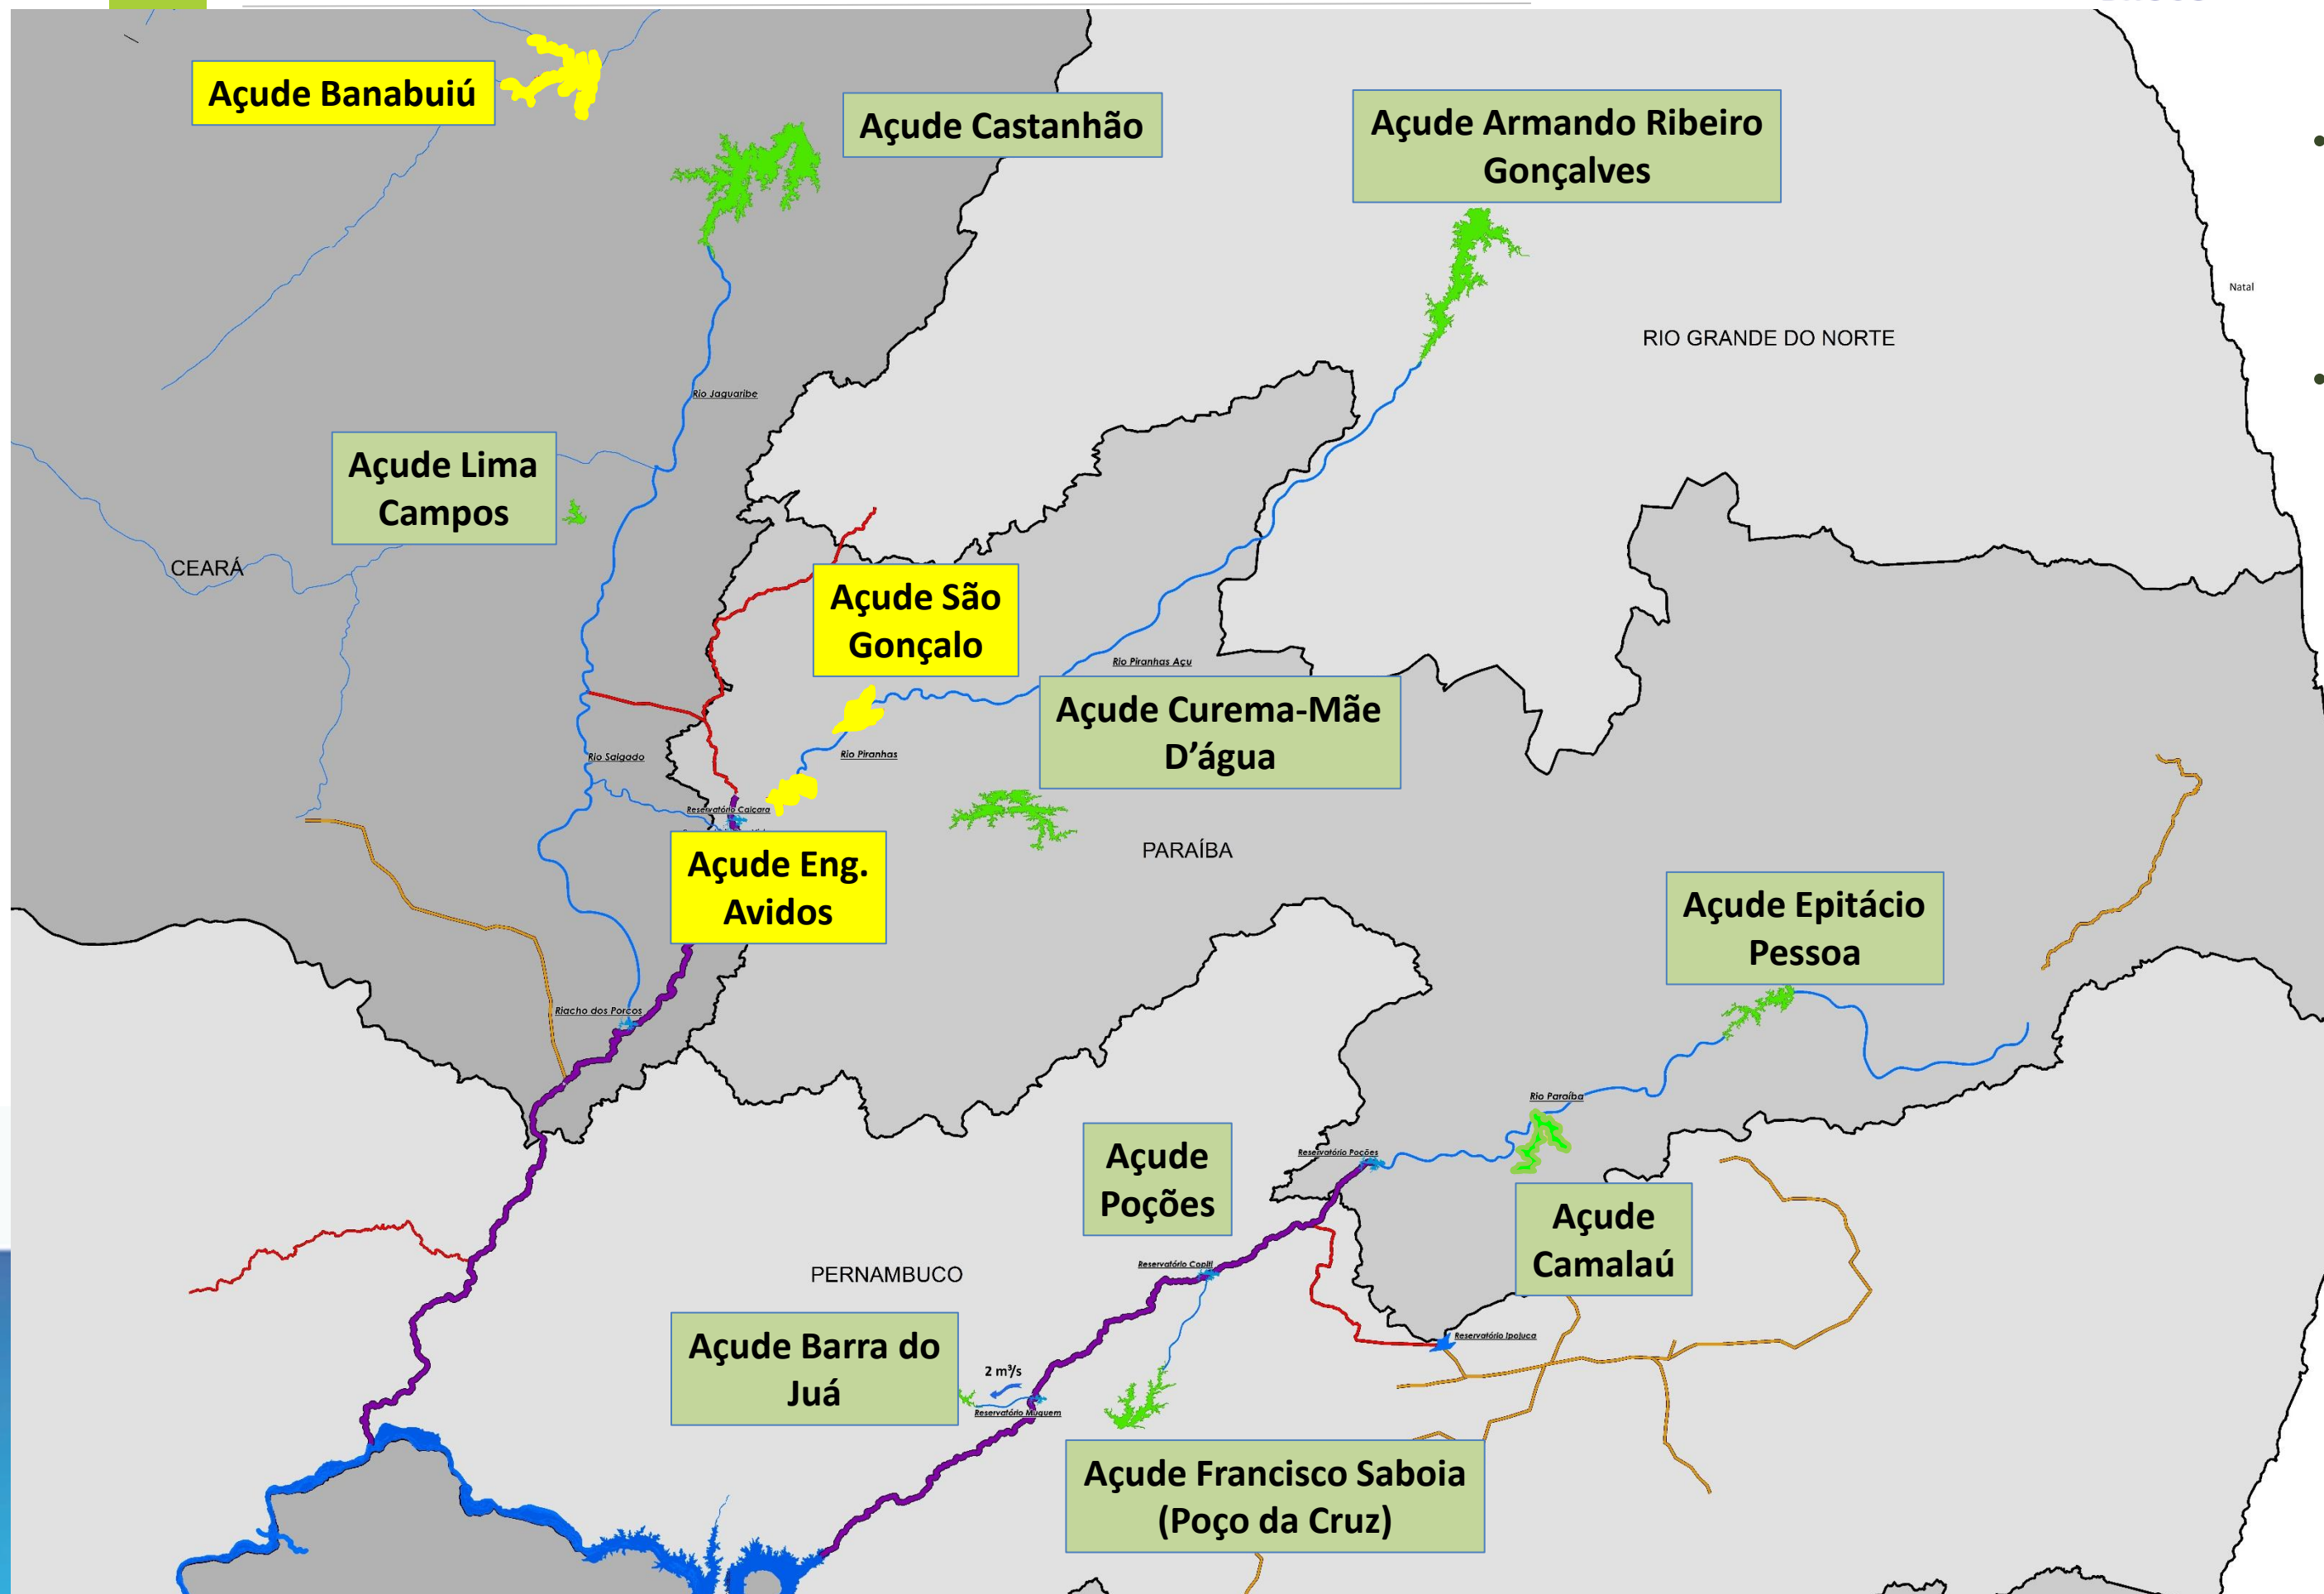 Açude Banabuiú
Açude Castanhão
Açude Armando Ribeiro
Gonçalves
Natal
RIO GRANDE DO NORTE
Rio Jaguaribe
Açude Lima
Campos
CEARÁ
Açude São
Gonçalo
Rio Piranhas Açu
Açude Curema-Mãe
D’água
Rio Piranhas
Rio Salgado
Reservatório Caiçara
PARAÍBA
Açude Eng.
Avidos
Açude Epitácio
Pessoa
Riacho dos Porcos
Rio Paraíba
Açude
Poções
Reservatório Poções
Açude
Camalaú
Reservatório Copiti
PERNAMBUCO
Açude Barra do
Juá
2 m³/s
Reservatório Muquem
Reservatório Ipojuca
Açude Francisco Saboia
(Poço da Cruz)